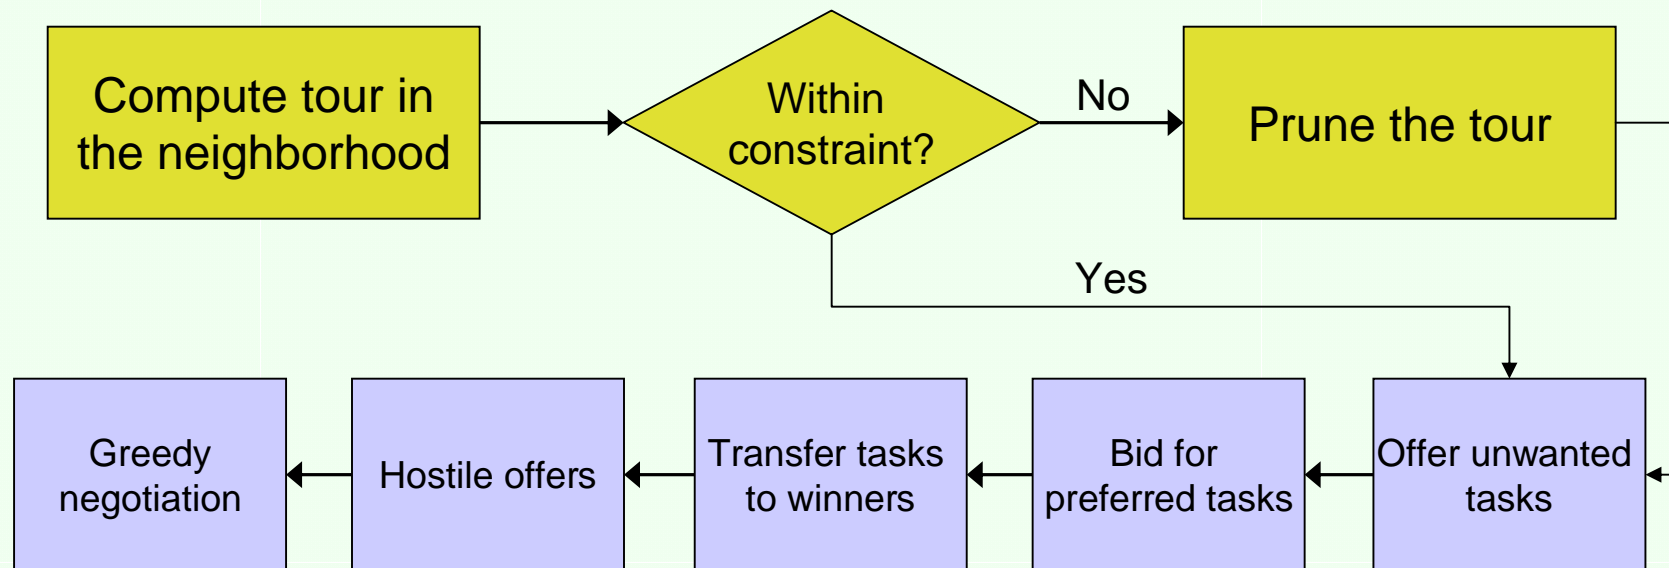 Compute tour in
the neighborhood
Within
constraint?
No
Prune the tour
Yes
Greedy
negotiation
Hostile offers
Transfer tasks
to winners
Bid for
preferred tasks
Offer unwanted
tasks